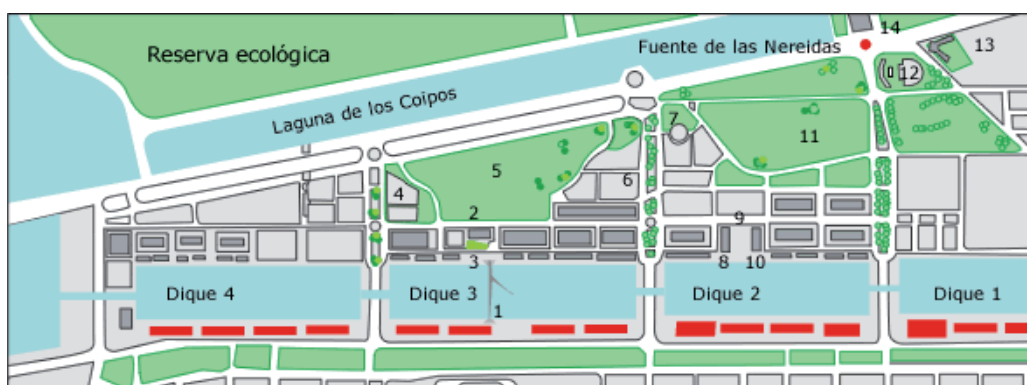 14
Fuente de las Nereidas
13
Reserva ecológica
12
Laguna de los Coipos
7
11
5
6
4
2
9
3
8
10
Dique 4
Dique 3
Dique 2
Dique 1
1